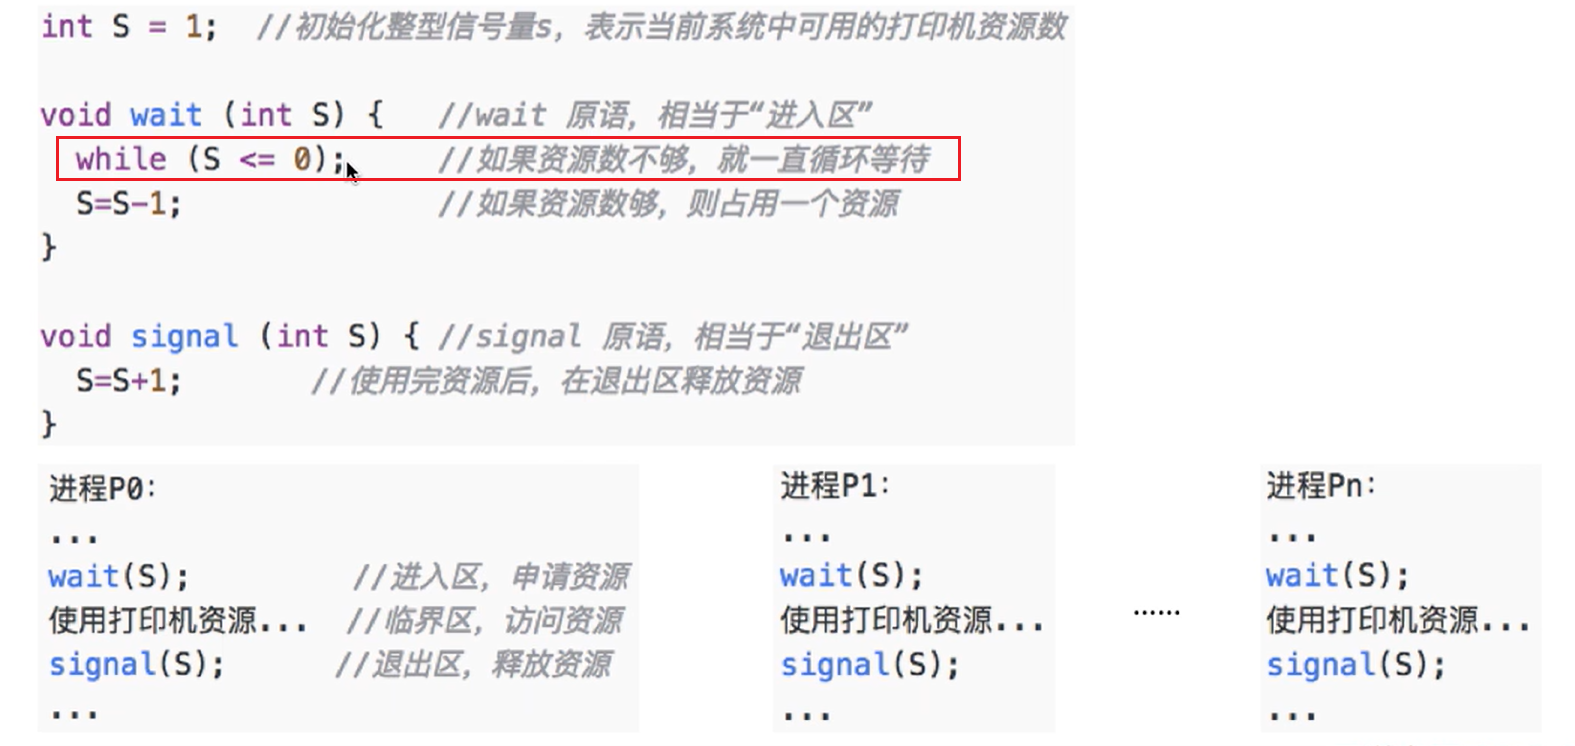 int S = 1;  //初始化整型信号量s，表示当前系统中可用的打印机资源数
void wait (int S) {   //wait 原语，相当于“进入区”
while (S <= 0);     //如果资源数不够，就一直循环等待
S=S-1;              //如果资源数够，则占用一个资源
}
void signal (int S) { //signal 原语，相当于“退出区”
S=S+1;       //使用完资源后，在退出区释放资源
}
进程P0:
...
wait(S);         //进入区，申请资源
使用打印机资源...  //临界区，访问资源
signal(S);      //退出区，释放资源
...
进程P1:
...
wait(S);
使用打印机资源...
signal(S);
...
······
进程Pn:
...
wait(S);
使用打印机资源...
signal(S);
...